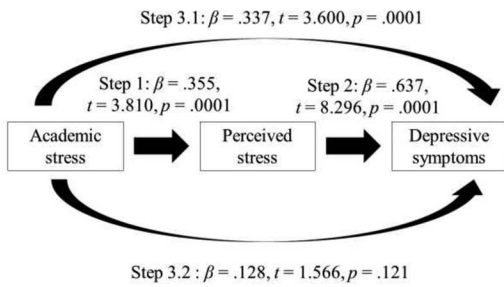 Step 3.1: β = .337, t = 3.600, p = .0001
Step 1: β = .355,
t = 3.810, p = .0001
Step 2: β = .637,
t = 8.296, p = .0001
Academic
stress
Perceived
stress
Depressive
symptoms
Step 3.2 : β = .128, t = 1.566, p = .121